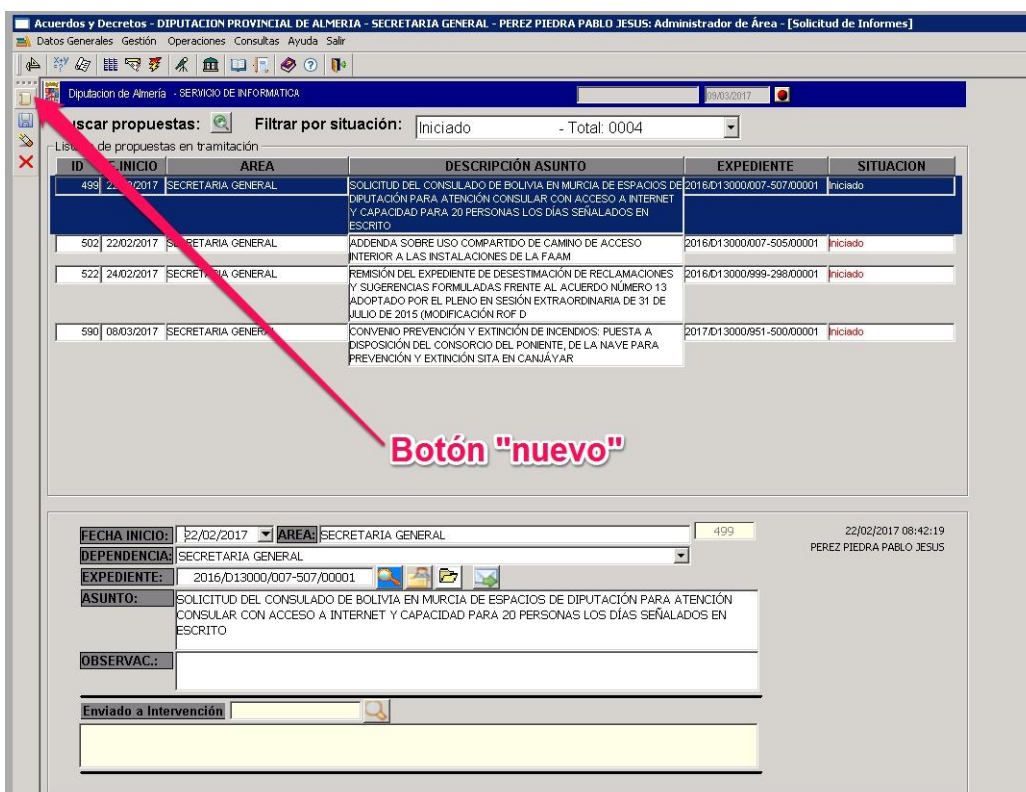 Acuerdos y Decretos - DIPUTACION PROVINCIAL DE ALMERIA - SECRETARIA GENERAL - PEREZ PIEDRA PABLO JESUS: Administrador de Área - [Solicitud de Informes]
Datos Generales Gestión Operaciones Consultas Ayuda Salir
Diputacion de Almería - SERVICIO DE INFORMATICA 09/03/2017
uscar propuestas: Filtrar por situación: Iniciado - Total: 0004
de propuestas en tramitación
ID F.INICIO AREA DESCRIPCIÓN ASUNTO EXPEDIENTE SITUACION
499 22/02/2017 SECRETARIA GENERAL SOLICITUD DEL CONSULADO DE BOLIVIA EN MURCIA DE ESPACIOS DE 2016/D13000/007-507/00001 Iniciado
DIPUTACIÓN PARA ATENCIÓN CONSULAR CON ACCESO A INTERNET
Y CAPACIDAD PARA 20 PERSONAS LOS DÍAS SEÑALADOS EN
ESCRITO
502 22/02/2017 SECRETARIA GENERAL ADDENDA SOBRE USO COMPARTIDO DE CAMINO DE ACCESO 2016/D13000/007-505/00001 Iniciado
INTERIOR A LAS INSTALACIONES DE LA FAAM
522 24/02/2017 SECRETARIA GENERAL REMISIÓN DEL EXPEDIENTE DE DESESTIMACIÓN DE RECLAMACIONES 2016/D13000/999-298/00001 Iniciado
Y SUGERENCIAS FORMULADAS FRENTE AL ACUERDO NÚMERO 13
ADOPTADO POR EL PLENO EN SESIÓN EXTRAORDINARIA DE 31 DE
JULIO DE 2015 (MODIFICACIÓN ROF D
590 08/03/2017 SECRETARIA GENERAL CONVENIO PREVENCIÓN Y EXTINCIÓN DE INCENDIOS: PUESTA A 2017/D13000/951-500/00001 Iniciado
DISPOSICIÓN DEL CONSORCIO DEL PONIENTE, DE LA NAVE PARA
PREVENCIÓN Y EXTINCIÓN SITA EN CANJÁYAR
Botón "nuevo"
FECHA INICIO: 22/02/2017 AREA: SECRETARIA GENERAL 499 22/02/2017 08:42:19
DEPENDENCIA: SECRETARIA GENERAL PEREZ PIEDRA PABLO JESUS
EXPEDIENTE: 2016/D13000/007-507/00001
ASUNTO: SOLICITUD DEL CONSULADO DE BOLIVIA EN MURCIA DE ESPACIOS DE DIPUTACIÓN PARA ATENCIÓN
CONSULAR CON ACCESO A INTERNET Y CAPACIDAD PARA 20 PERSONAS LOS DÍAS SEÑALADOS EN
ESCRITO
OBSERVAC.:
Enviado a Intervención